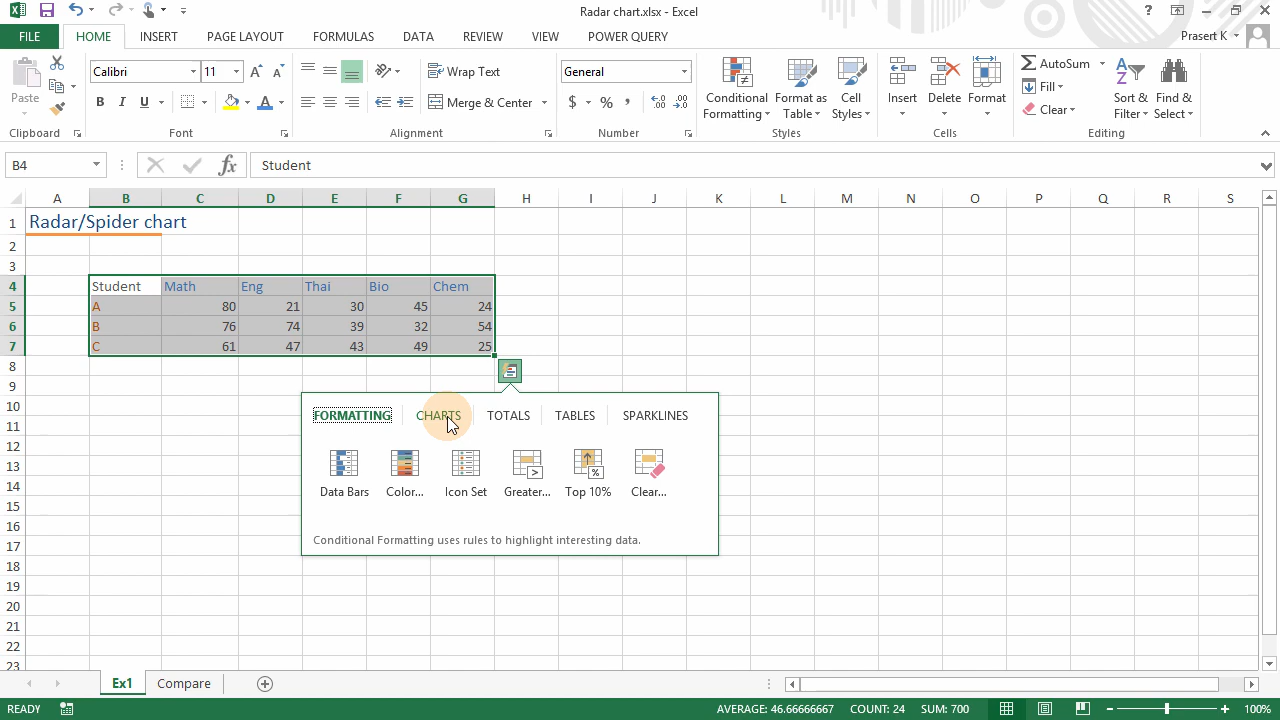 Radar chart.xlsx - Excel
FILE HOME INSERT PAGE LAYOUT FORMULAS DATA REVIEW VIEW POWER QUERY Prasert K
Paste
Calibri 11
B I U
Wrap Text
Merge & Center
General
$ % ,
Conditional Formatting
Format as Table
Cell Styles
Insert
Delete
Format
AutoSum
Fill
Clear
Sort & Filter
Find & Select
Clipboard Font Alignment Number Styles Cells Editing
B4 fx Student
A B C D E F G H I J K L M N O P Q R S
1 Radar/Spider chart
2
3
4 Student Math Eng Thai Bio Chem
5 A 80 21 30 45 24
6 B 76 74 39 32 54
7 C 61 47 43 49 25
8
9
10
11
12
13
14
15
16
17
18
19
20
21
22
23
FORMATTING CHARTS TOTALS TABLES SPARKLINES
Data Bars Color... Icon Set Greater... Top 10% Clear...
Conditional Formatting uses rules to highlight interesting data.
Ex1 Compare
READY AVERAGE: 46.66666667 COUNT: 24 SUM: 700 100%